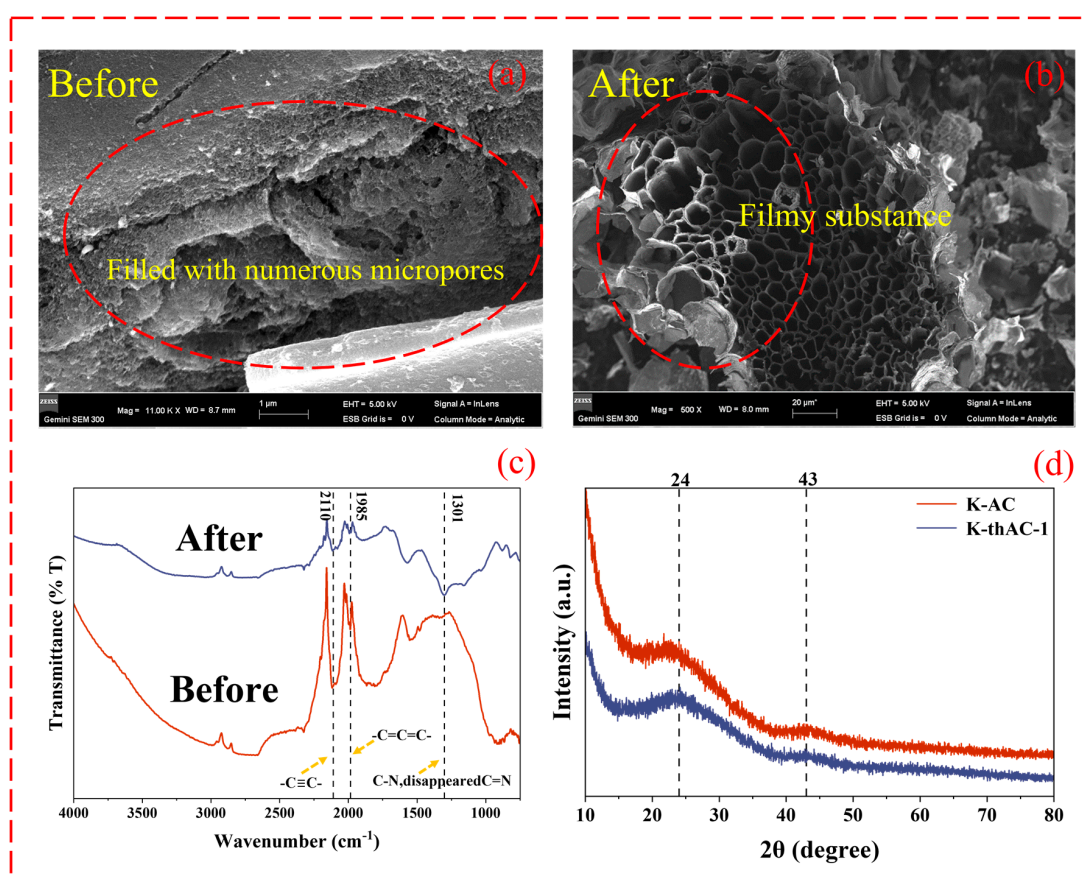 Before
(a)
Filled with numerous micropores
ZEISS
Gemini SEM 300
Mag = 11.00 K X WD = 8.7 mm
1 µm
EHT = 5.00 kV
ESB Grid is = 0 V
Signal A = InLens
Column Mode = Analytic
After
(b)
Filmy substance
ZEISS
Gemini SEM 300
Mag = 500 X WD = 8.0 mm
20 µm*
EHT = 5.00 kV
ESB Grid is = 0 V
Signal A = InLens
Column Mode = Analytic
(c)
2110
1985
1301
After
Before
-C≡C-
-C=C=C-
C-N,disappearedC=N
Transmittance (% T)
4000 3500 3000 2500 2000 1500 1000
Wavenumber (cm-1)
(d)
24
43
K-AC
K-thAC-1
Intensity (a.u.)
10 20 30 40 50 60 70 80
2θ (degree)